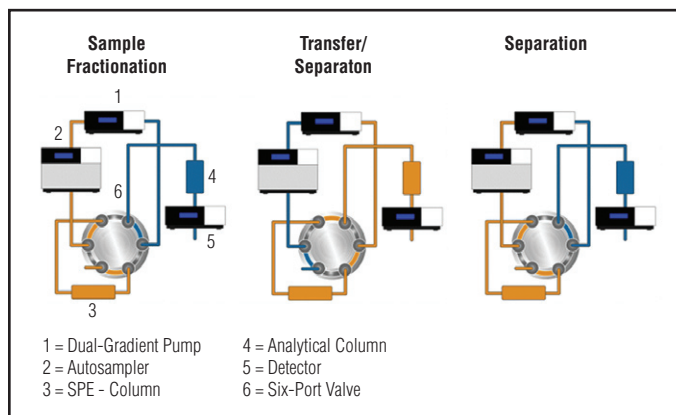 Sample
Fractionation
Transfer/
Separaton
Separation
1
2
6
4
5
3
1 = Dual-Gradient Pump
2 = Autosampler
3 = SPE - Column
4 = Analytical Column
5 = Detector
6 = Six-Port Valve